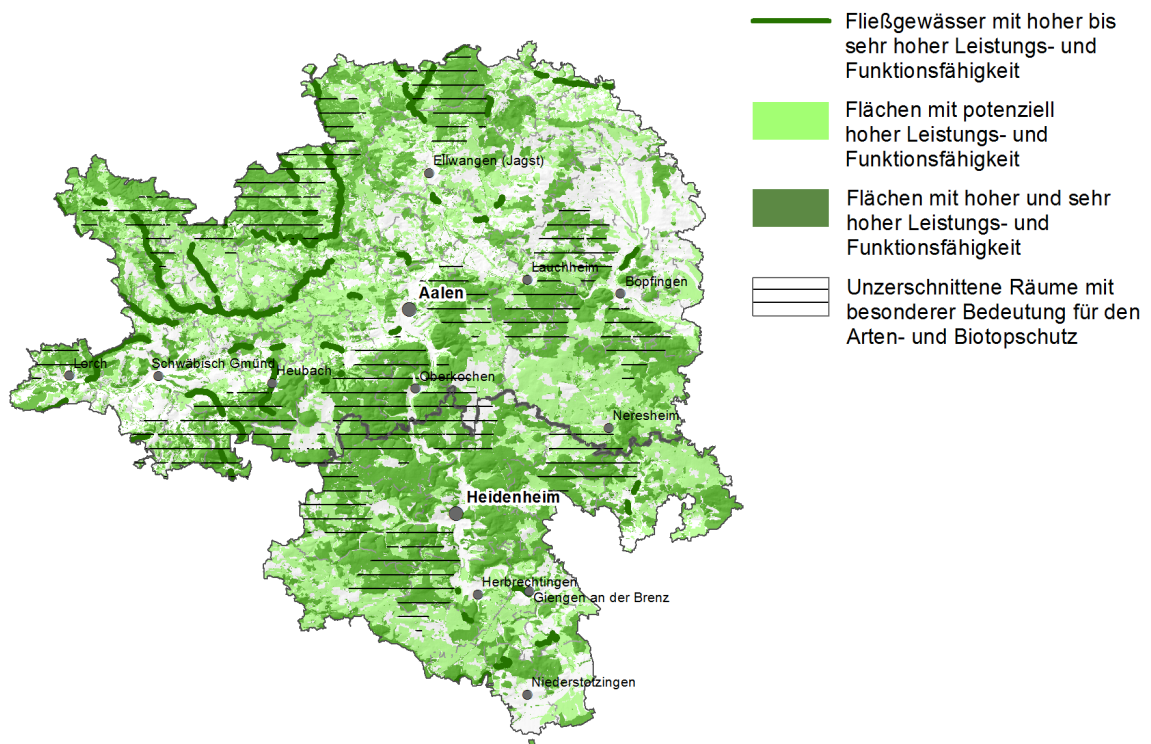 Fließgewässer mit hoher bis
sehr hoher Leistungs- und
Funktionsfähigkeit
Flächen mit potenziell
hoher Leistungs- und
Funktionsfähigkeit
Flächen mit hoher und sehr
hoher Leistungs- und
Funktionsfähigkeit
Unzerschnittene Räume mit
besonderer Bedeutung für den
Arten- und Biotopschutz
Ellwangen (Jagst)
Lauchheim
Bopfingen
Aalen
Lorch
Schwäbisch Gmünd
Heubach
Oberkochen
Neresheim
Heidenheim
Herbrechtingen
Giengen an der Brenz
Niederstotzingen